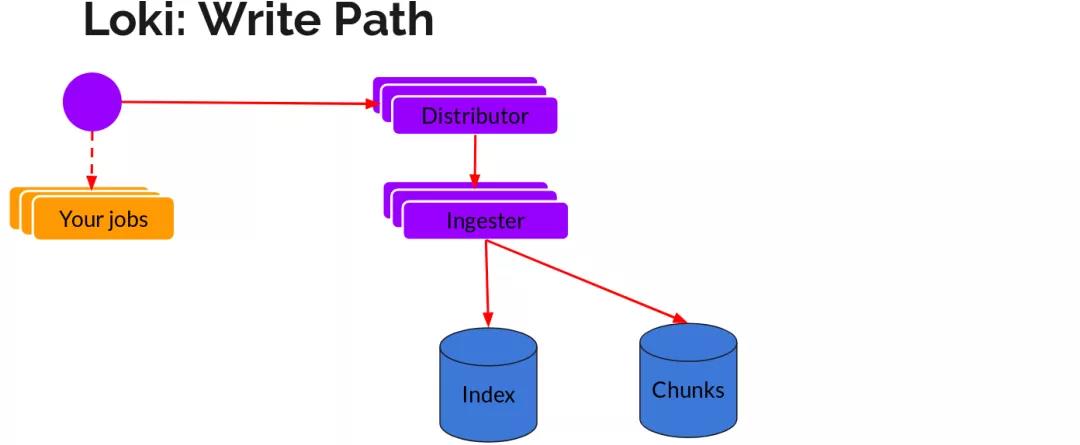 Loki: Write Path
Distributor
Your jobs
Ingester
Index
Chunks